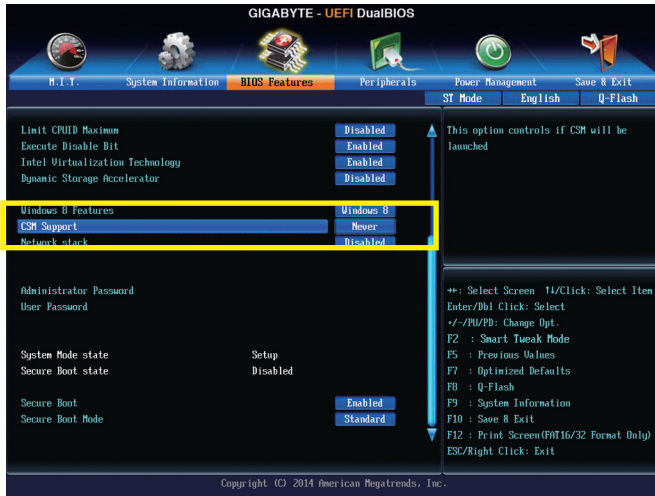 GIGABYTE - UEFI DualBIOS
M.I.T. System Information BIOS Features Peripherals Power Management Save & Exit
ST Mode English Q-Flash
Limit CPUID Maximum Disabled
Execute Disable Bit Enabled
Intel Virtualization Technology Enabled
Dynamic Storage Accelerator Disabled
Windows 8 Features Windows 8
CSM Support Never
Network stack Disabled
Administrator Password
User Password
System Mode state Setup
Secure Boot state Disabled
Secure Boot Enabled
Secure Boot Mode Standard
This option controls if CSM will be
launched
→←: Select Screen ↑↓/Click: Select Item
Enter/Dbl Click: Select
+/-/PU/PD: Change Opt.
F2 : Smart Tweak Mode
F5 : Previous Values
F7 : Optimized Defaults
F8 : Q-Flash
F9 : System Information
F10 : Save & Exit
F12 : Print Screen(FAT16/32 Format Only)
ESC/Right Click: Exit
Copyright (C) 2014 American Megatrends, Inc.